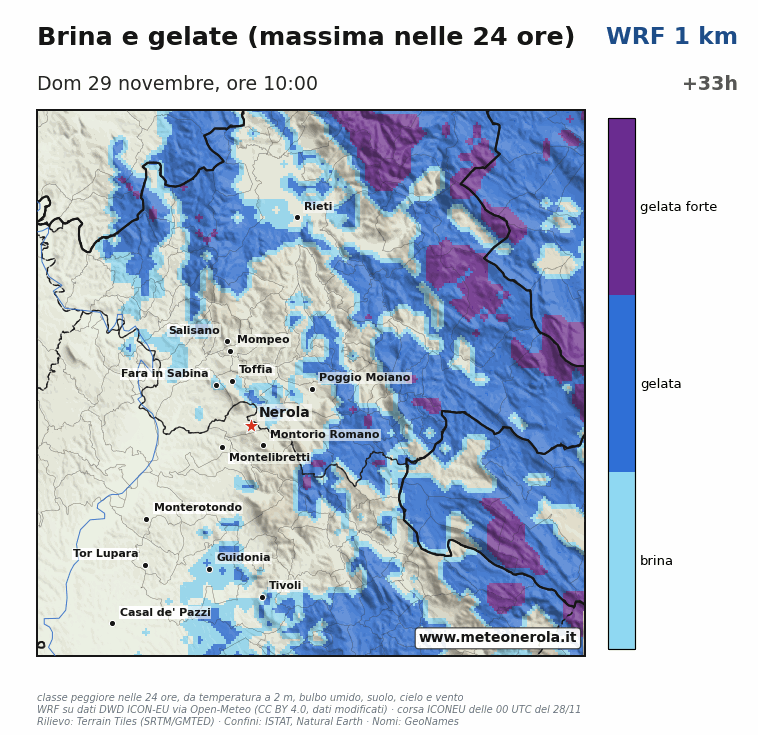 Brina e gelate (massima nelle 24 ore) WRF 1 km
Dom 29 novembre, ore 10:00 +33h
gelata forte
Rieti
Salisano
Mompeo
gelata
Fara in Sabina
Toffia
Poggio Moiano
Nerola
Montorio Romano
Montelibretti
Monterotondo
brina
Tor Lupara
Guidonia
Tivoli
Casal de' Pazzi
www.meteonerola.it
classe peggiore nelle 24 ore, da temperatura a 2 m, bulbo umido, suolo, cielo e vento
WRF su dati DWD ICON-EU via Open-Meteo (CC BY 4.0, dati modificati) · corsa ICONEU delle 00 UTC del 28/11
Rilievo: Terrain Tiles (SRTM/GMTED) · Confini: ISTAT, Natural Earth · Nomi: GeoNames